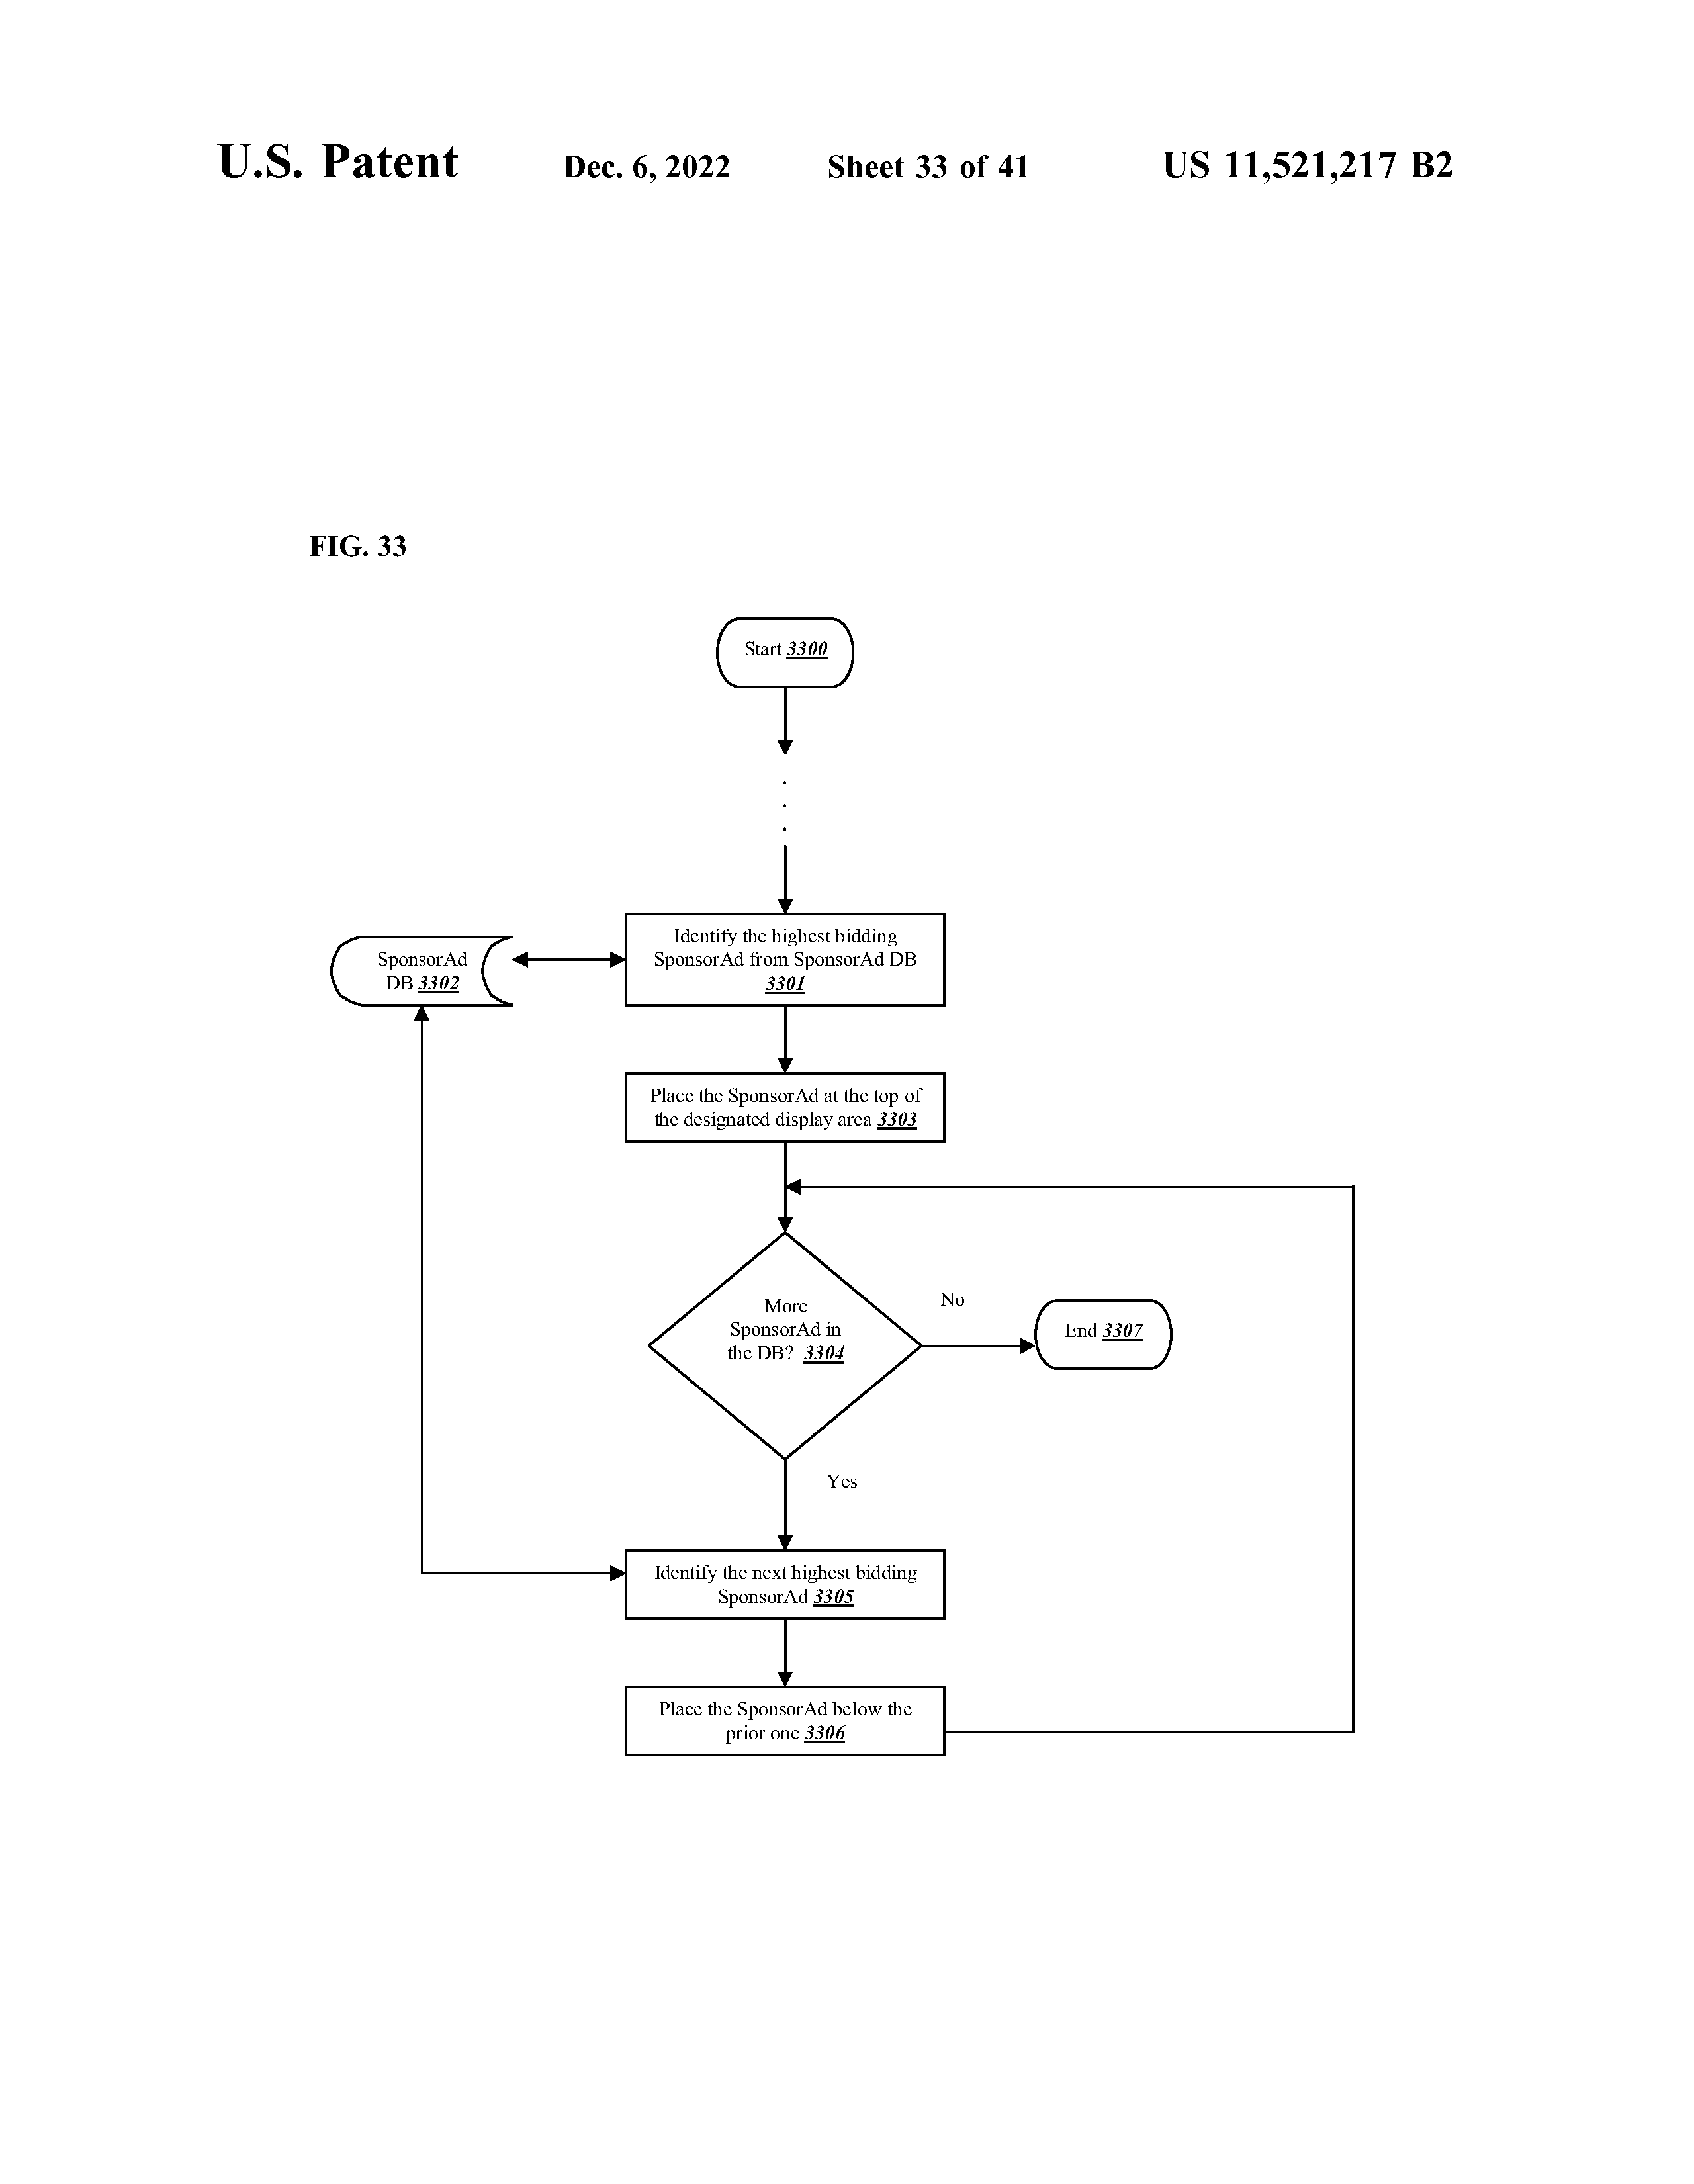 U.S. Patent Dec. 6, 2022 Sheet 33 of 41 US 11,521,217 B2
FIG. 33
Start 3300
Identify the highest bidding
SponsorAd from SponsorAd DB
3301
SponsorAd
DB 3302
Place the SponsorAd at the top of
the designated display area 3303
More
SponsorAd in
the DB? 3304
No
End 3307
Yes
Identify the next highest bidding
SponsorAd 3305
Place the SponsorAd below the
prior one 3306